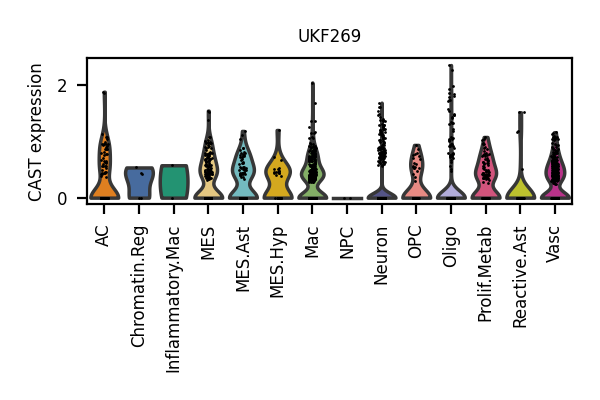 UKF269
CAST expression
2
0
AC
Chromatin.Reg
Inflammatory.Mac
MES
MES.Ast
MES.Hyp
Mac
NPC
Neuron
OPC
Oligo
Prolif.Metab
Reactive.Ast
Vasc